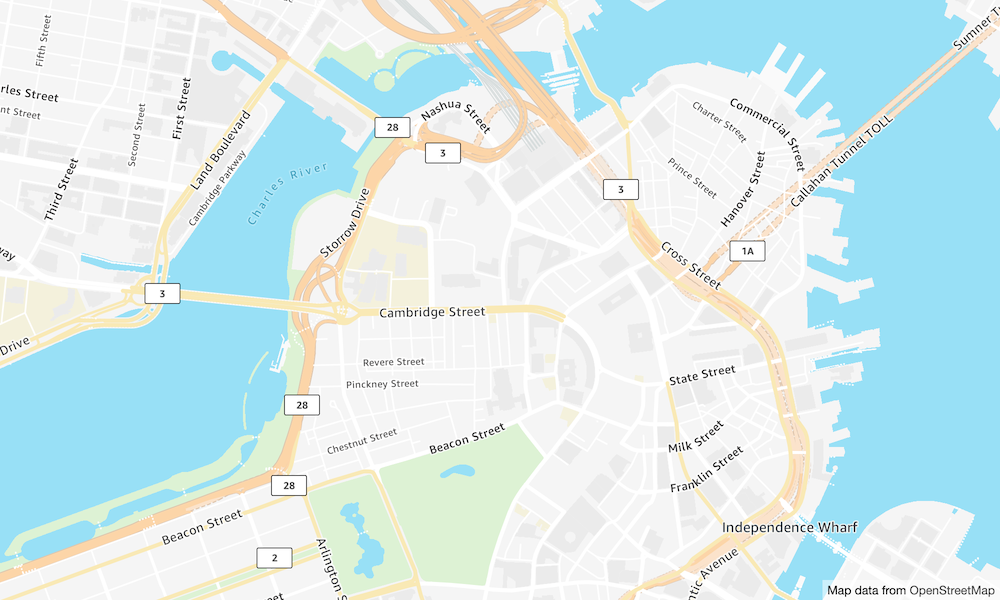 Sumner T
Fifth Street
rles Street
nt Street
Second Street
First Street
Land Boulevard
Cambridge Parkway
Third Street
way
Charles River
28
Nashua Street
3
Storrow Drive
3
Commercial Street
Charter Street
Prince Street
Hanover Street
Callahan Tunnel TOLL
Cross Street
1A
3
Drive
Cambridge Street
Revere Street
Pinckney Street
State Street
28
Chestnut Street
Beacon Street
Milk Street
Franklin Street
28
Beacon Street
Independence Wharf
2
Arlington S
ntic Avenue
eet
Map data from OpenStreetMap